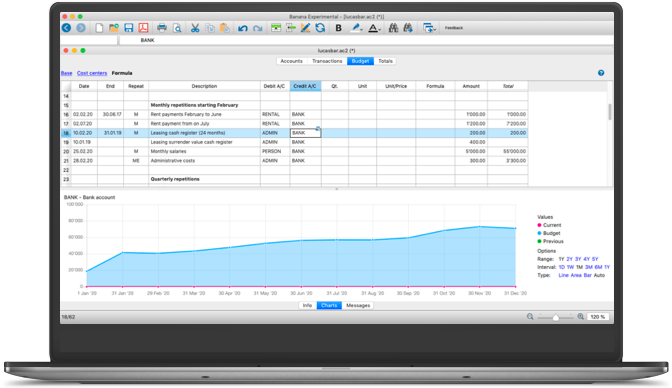 Banana Experimental – [lucasbar.ac2 (*)]
B A Feedback
BANK
lucasbar.ac2 (*)
Accounts Transactions Budget Totals
Base Cost centers Formula
Date End Repeat Description Debit A/C Credit A/C Qt. Unit Unit/Price Formula Amount Total
14
15 Monthly repetitions starting February
16 02.02.20 30.06.17 M Rent payments February to June RENTAL BANK 1'000.00 1'000.00
17 02.07.20 M Rent payment from on July RENTAL BANK 1'200.00 7'200.00
18 10.02.20 31.01.19 M Leasing cash register (24 months) ADMIN BANK 200.00 200.00
19 10.01.19 Leasing surrender value cash register ADMIN BANK 400.00
20 25.02.20 M Monthly salaries PERSON BANK 5'000.00 55'000.00
21 28.02.20 ME Administrative costs ADMIN BANK 300.00 3'300.00
22
23 Quarterly repetitions
BANK - Bank account
100'000
80'000
60'000
40'000
20'000
0
1 Jan '20 31 Jan '20 29 Feb '20 31 Mar '20 30 Apr '20 31 May '20 30 Jun '20 31 Jul '20 31 Aug '20 30 Sep '20 31 Oct '20 30 Nov '20 31 Dec '20
Values
Current
Budget
Previous
Options
Range: 1Y 2Y 3Y 4Y 5Y
Interval: 1D 1W 1M 3M 6M 1Y
Type: Line Area Bar Auto
Info Charts Messages
18/62 120 %